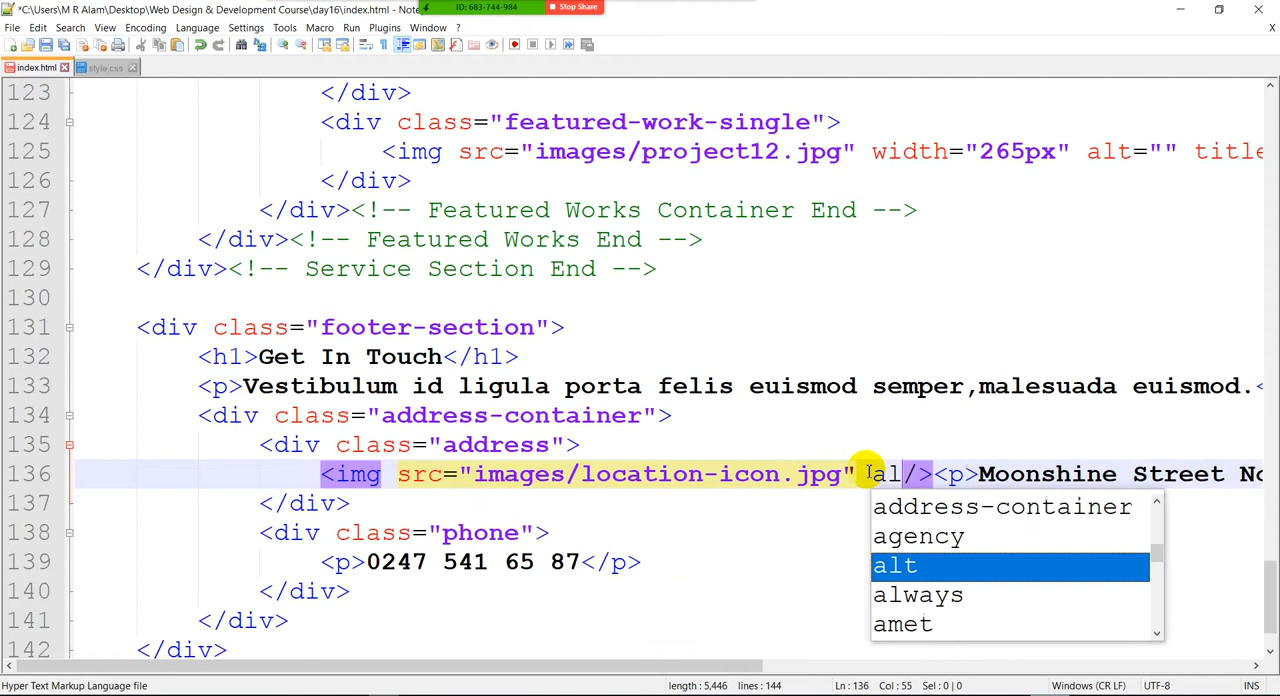 *C:\Users\M R Alam\Desktop\Web Design & Development Course\day16\index.html - Note
ID: 683-744-984
Stop Share
File Edit Search View Encoding Language Settings Tools Macro Run Plugins Window ?
X
index.html style.css
123 </div>
124 <div class="featured-work-single">
125 <img src="images/project12.jpg" width="265px" alt="" title
126 </div>
127 </div><!-- Featured Works Container End -->
128 </div><!-- Featured Works End -->
129 </div><!-- Service Section End -->
130
131 <div class="footer-section">
132 <h1>Get In Touch</h1>
133 <p>Vestibulum id ligula porta felis euismod semper,malesuada euismod.<
134 <div class="address-container">
135 <div class="address">
136 <img src="images/location-icon.jpg" al/><p>Moonshine Street No
137 </div>
address-container
138 <div class="phone">
agency
139 <p>0247 541 65 87</p>
alt
140 </div>
always
141 </div>
amet
142 </div>
Hyper Text Markup Language file length : 5,446 lines : 144 Ln : 136 Col : 55 Sel : 0 | 0 Windows (CR LF) UTF-8 INS